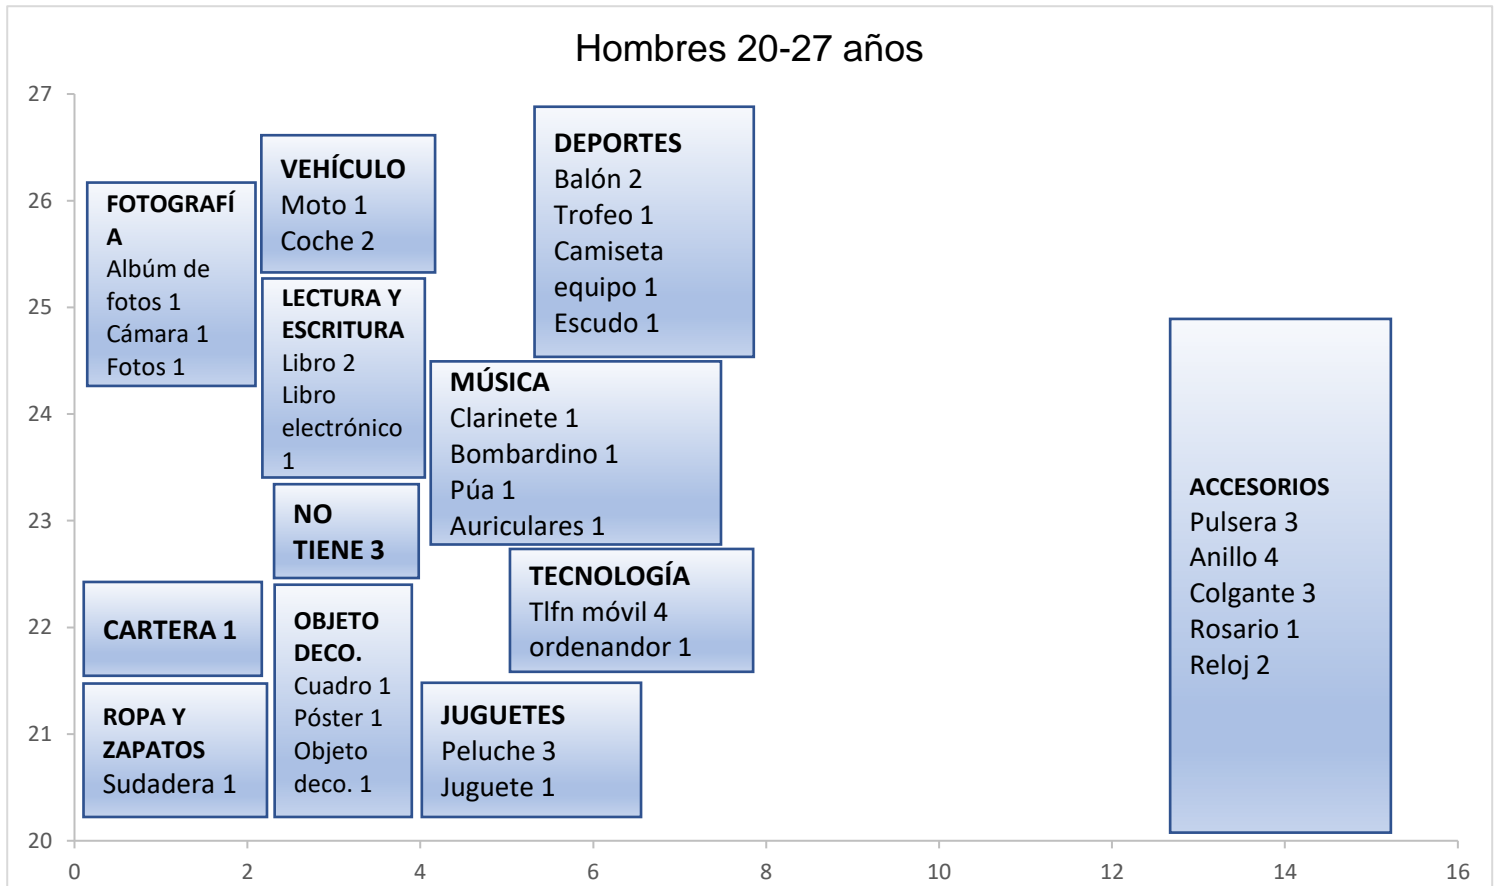 Hombres 20-27 años
27
26
25
24
23
22
21
20
FOTOGRAFÍ
A
Albúm de
fotos 1
Cámara 1
Fotos 1
VEHÍCULO
Moto 1
Coche 2
LECTURA Y
ESCRITURA
Libro 2
Libro
electrónico
1
NO
TIENE 3
CARTERA 1
ROPA Y
ZAPATOS
Sudadera 1
OBJETO
DECO.
Cuadro 1
Póster 1
Objeto
deco. 1
DEPORTES
Balón 2
Trofeo 1
Camiseta
equipo 1
Escudo 1
MÚSICA
Clarinete 1
Bombardino 1
Púa 1
Auriculares 1
TECNOLOGÍA
Tlfn móvil 4
ordenandor 1
JUGUETES
Peluche 3
Juguete 1
ACCESORIOS
Pulsera 3
Anillo 4
Colgante 3
Rosario 1
Reloj 2
0 2 4 6 8 10 12 14 16